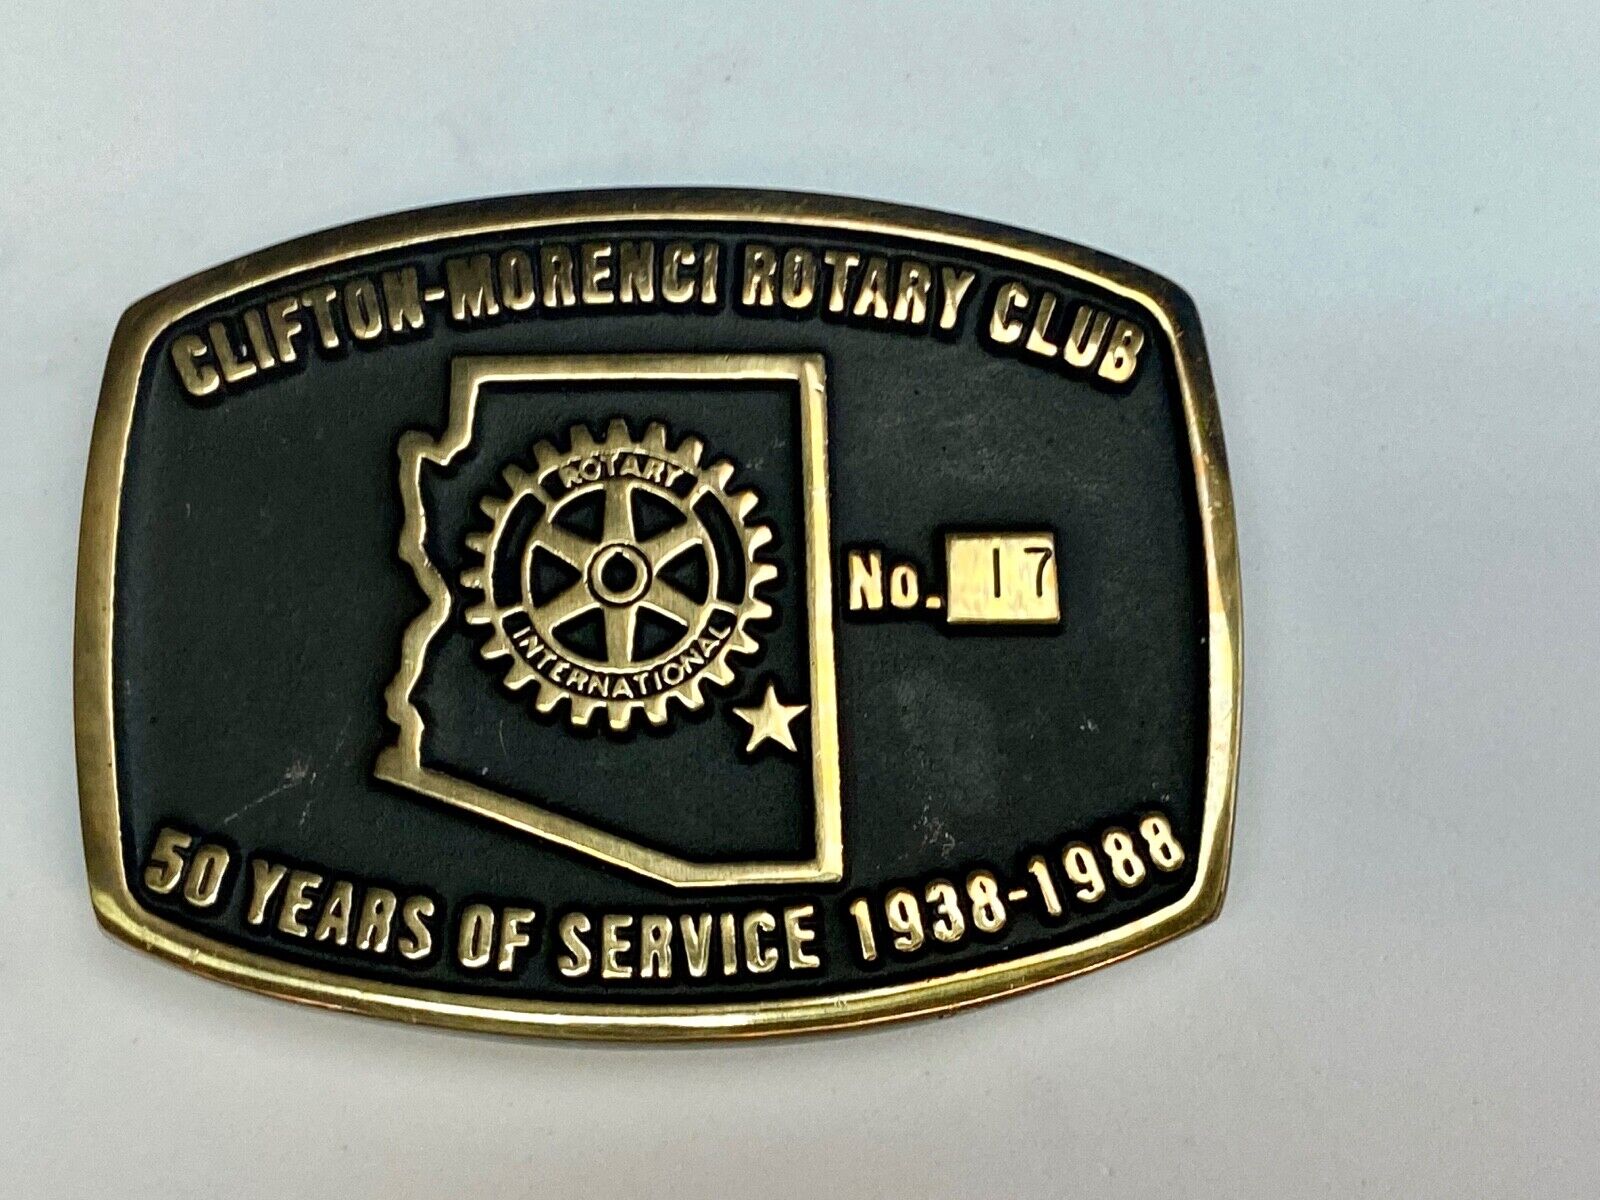 CLIFTON-MORENCI ROTARY CLUB
ROTARY
INTERNATIONAL
No. 17
50 YEARS OF SERVICE 1938-1988